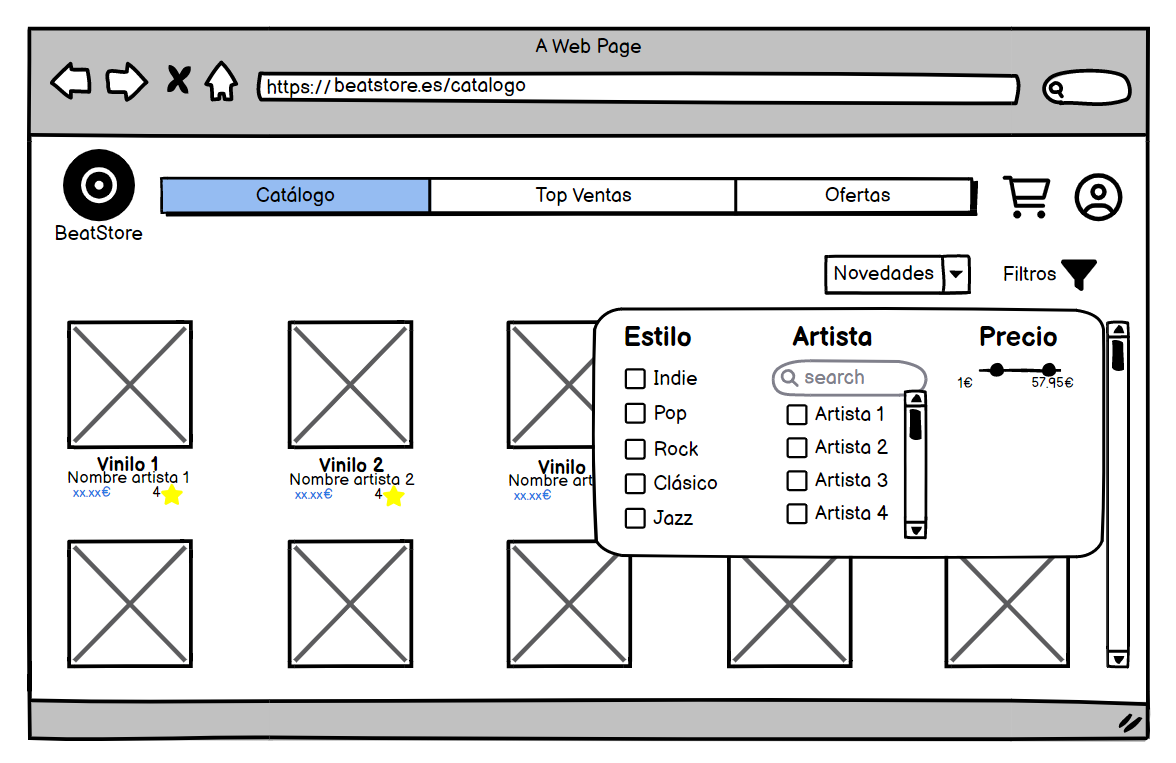 A Web Page
https://beatstore.es/catalogo
BeatStore
Catálogo
Top Ventas
Ofertas
Novedades
Filtros
Estilo
Indie
Pop
Rock
Clásico
Jazz
Artista
search
Artista 1
Artista 2
Artista 3
Artista 4
Precio
1€
57.95€
Vinilo 1
Nombre artista 1
xx.xx€
4
Vinilo 2
Nombre artista 2
xx.xx€
4
Vinilo
Nombre art
xx.xx€